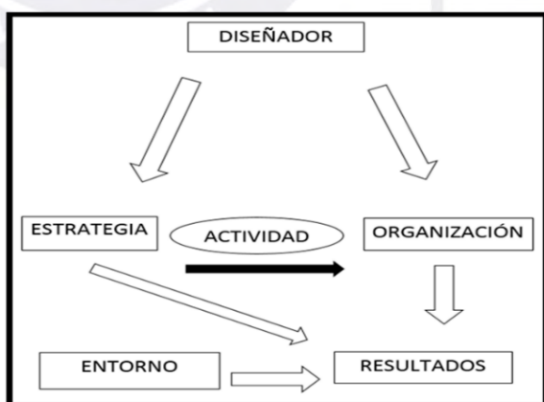 DISEÑADOR
ESTRATEGIA
ACTIVIDAD
ORGANIZACIÓN
ENTORNO
RESULTADOS